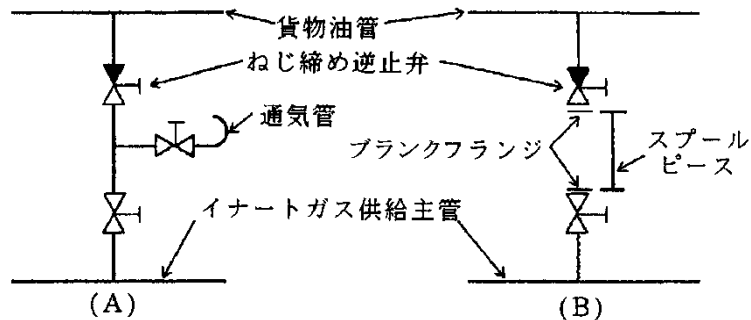 貨物油管
ねじ締め逆止弁
通気管
ブランクフランジ
スプール
ピース
イナートガス供給主管
(A)
(B)